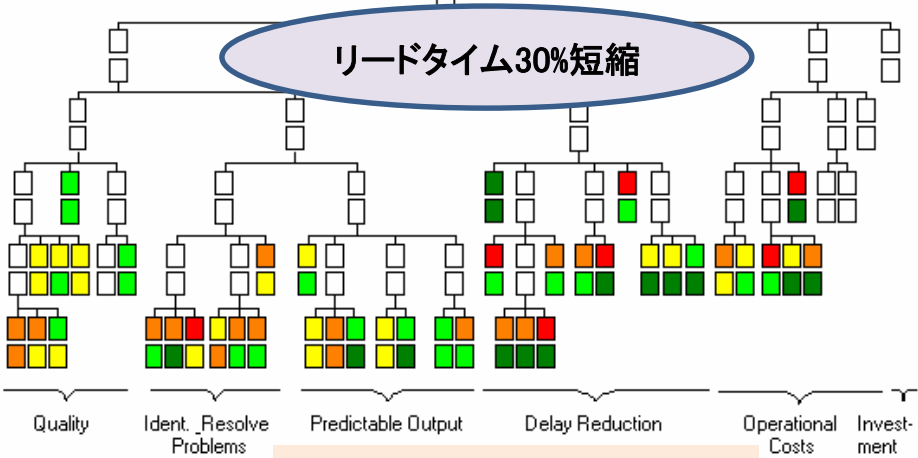 リードタイム30%短縮
Quality
Ident. _Resolve
Problems
Predictable Output
Delay Reduction
Operational
Costs
Invest-
ment